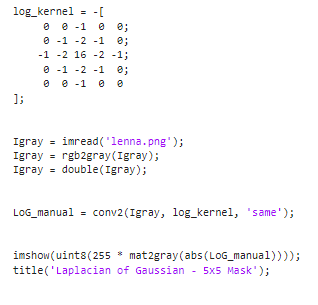 log_kernel = -[
0 0 -1 0 0;
0 -1 -2 -1 0;
-1 -2 16 -2 -1;
0 -1 -2 -1 0;
0 0 -1 0 0
];
Igray = imread('lenna.png');
Igray = rgb2gray(Igray);
Igray = double(Igray);
LoG_manual = conv2(Igray, log_kernel, 'same');
imshow(uint8(255 * mat2gray(abs(LoG_manual))));
title('Laplacian of Gaussian - 5x5 Mask');